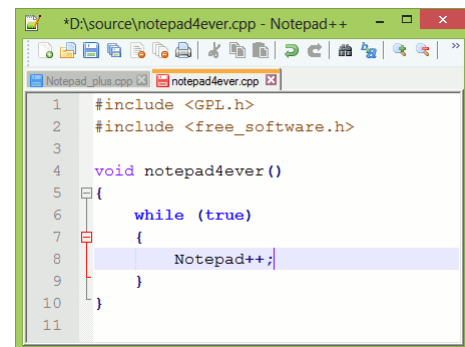 *D:\source\notepad4ever.cpp - Notepad++
Notepad_plus.cpp notepad4ever.cpp
1 #include <GPL.h>
2 #include <free_software.h>
3
4 void notepad4ever()
5 {
6 while (true)
7 {
8 Notepad++;
9 }
10 }
11